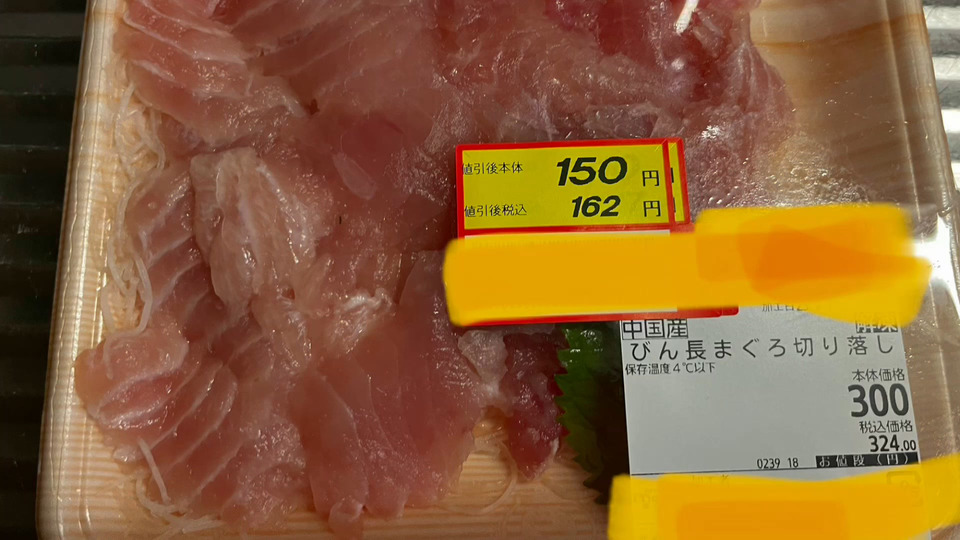 値引後本体 150 円
値引後税込 162 円
中国産
びん長まぐろ切り落し
保存温度4℃以下
本体価格
300
税込価格
324.00
0239 18 お値段(円)